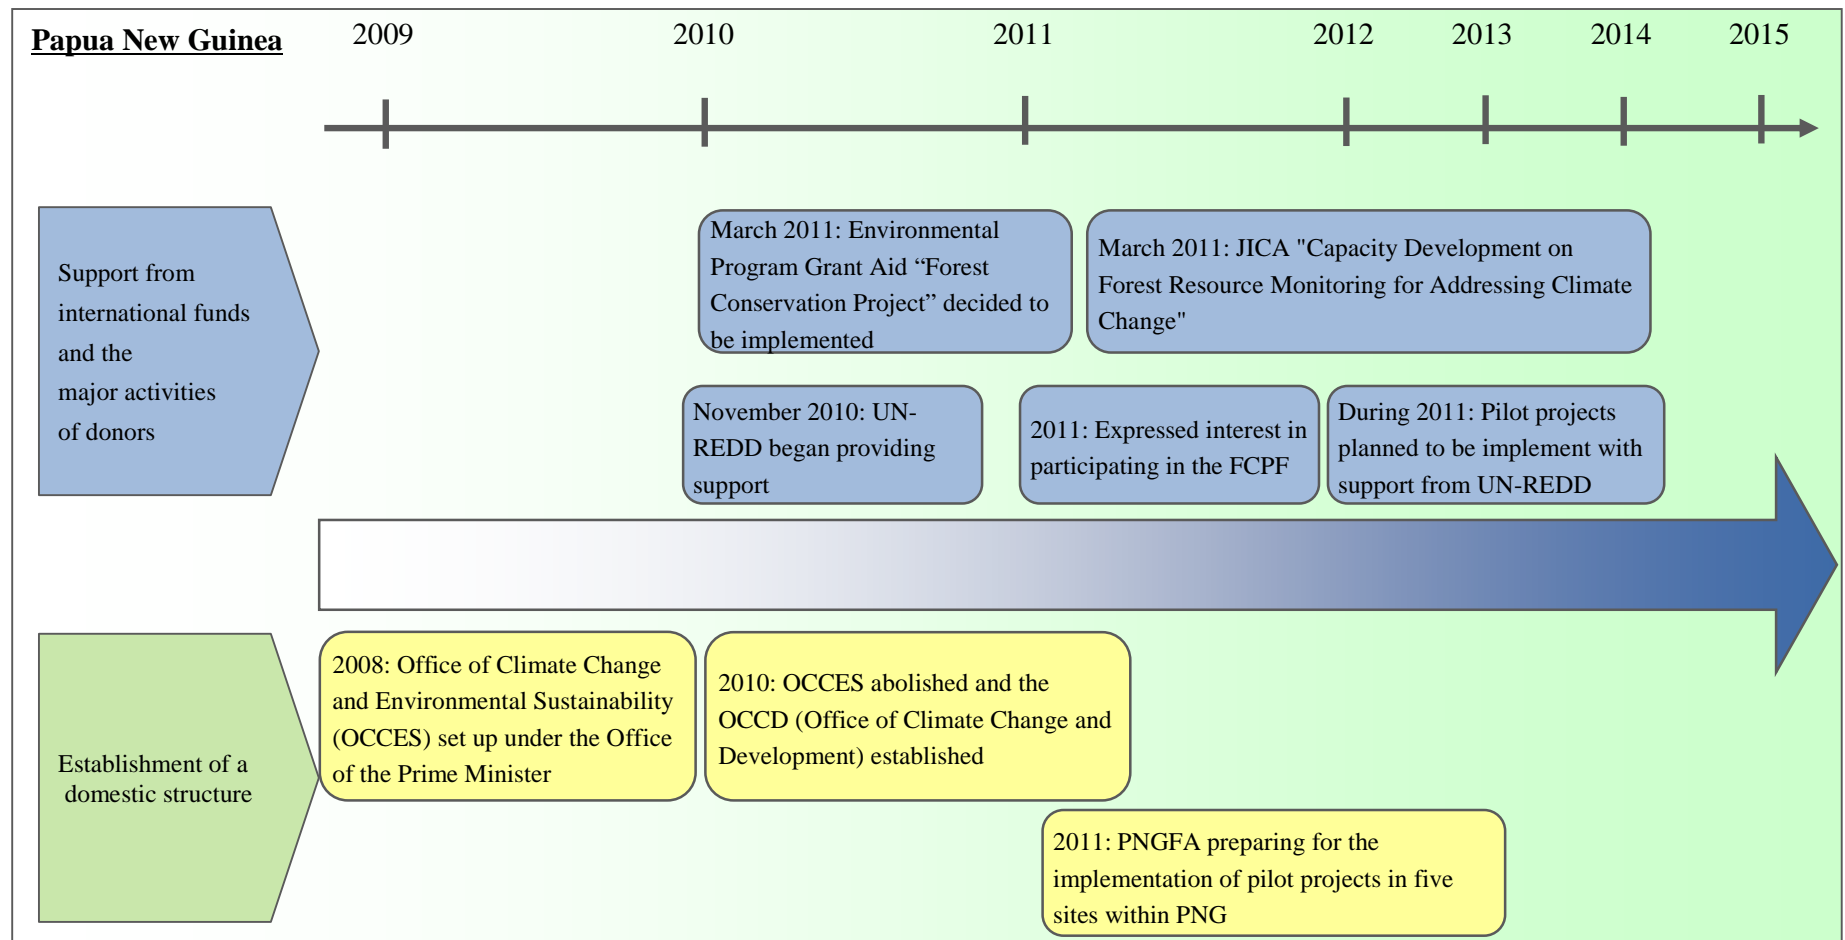 Papua New Guinea
2009
2010
2011
2012
2013
2014
2015
Support from
international funds
and the
major activities
of donors
March 2011: Environmental
Program Grant Aid “Forest
Conservation Project” decided to
be implemented
March 2011: JICA "Capacity Development on
Forest Resource Monitoring for Addressing Climate
Change"
November 2010: UN-
REDD began providing
support
2011: Expressed interest in
participating in the FCPF
During 2011: Pilot projects
planned to be implement with
support from UN-REDD
Establishment of a
domestic structure
2008: Office of Climate Change
and Environmental Sustainability
(OCCES) set up under the Office
of the Prime Minister
2010: OCCES abolished and the
OCCD (Office of Climate Change and
Development) established
2011: PNGFA preparing for the
implementation of pilot projects in five
sites within PNG